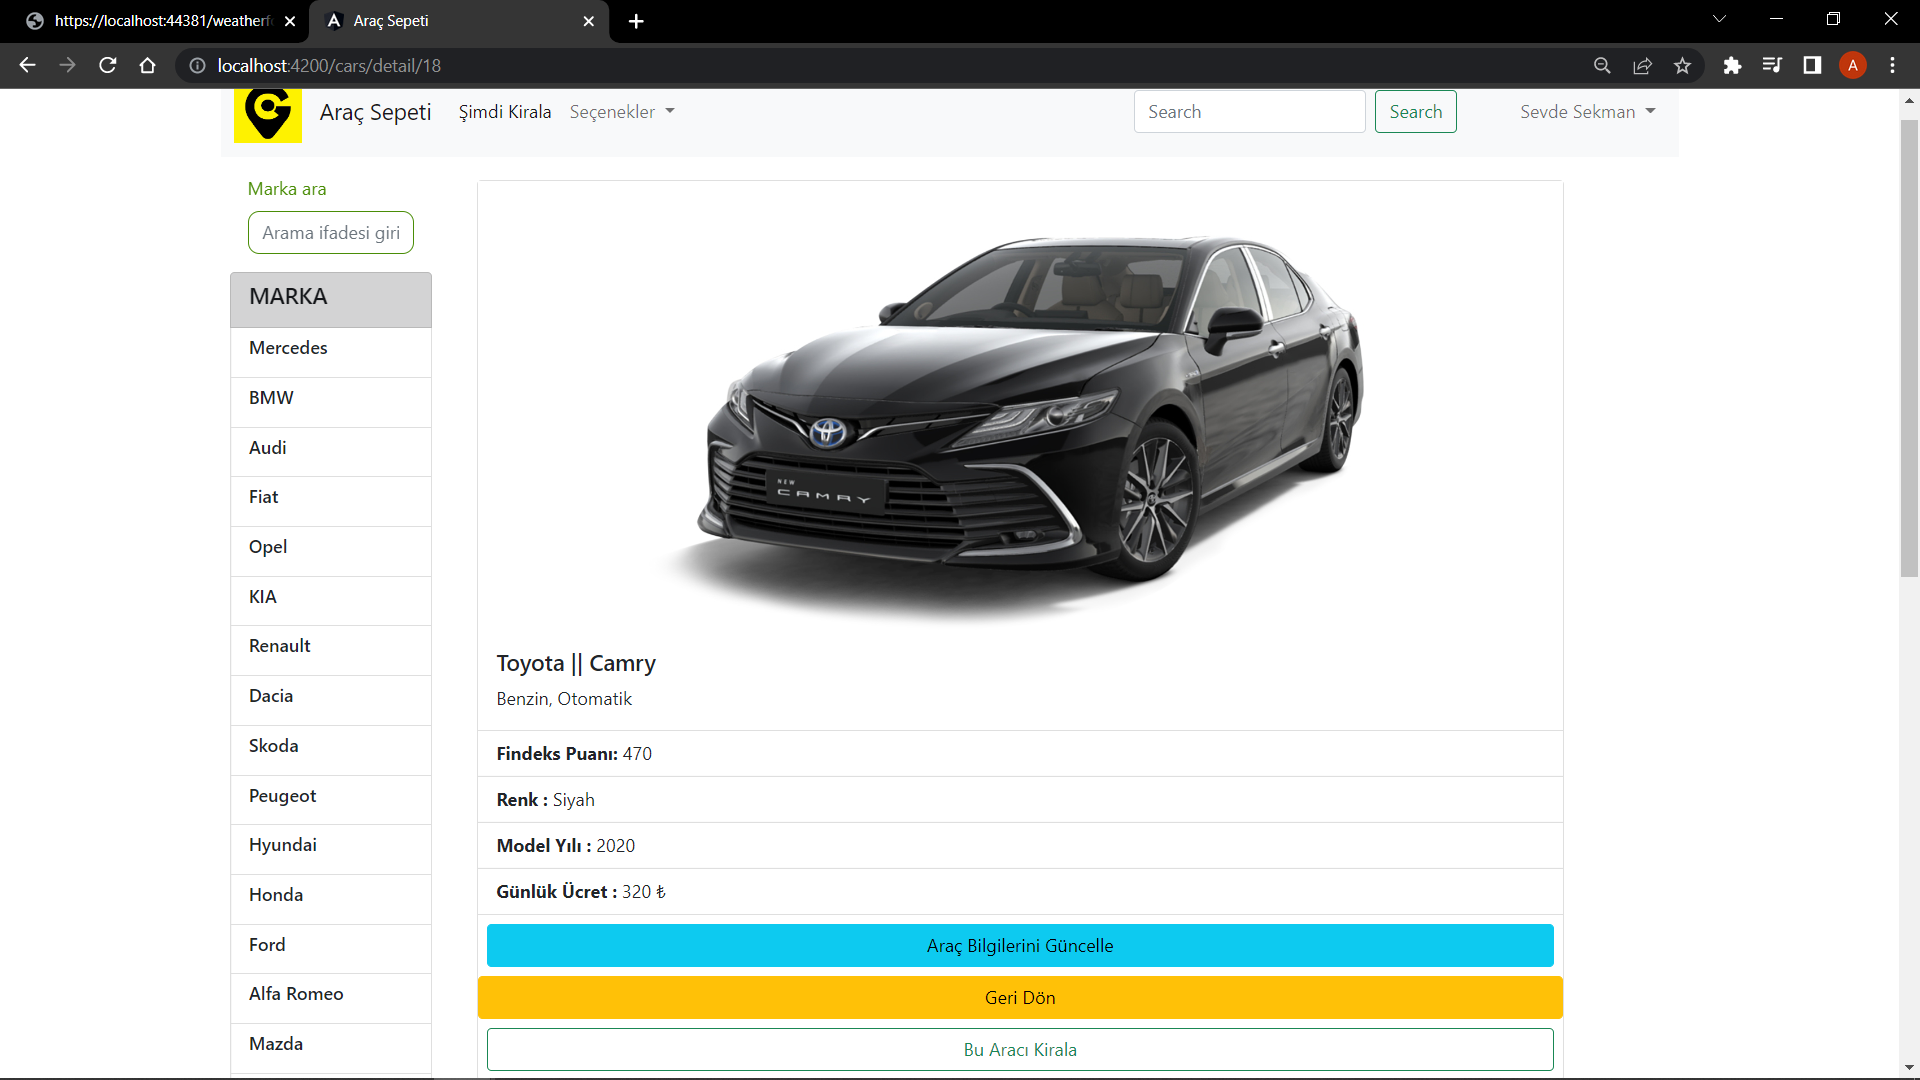 https://localhost:44381/weatherf
Araç Sepeti
localhost:4200/cars/detail/18
A
Araç Sepeti
Şimdi Kirala
Seçenekler
Search
Search
Sevde Sekman
Marka ara
Arama ifadesi giri
MARKA
Mercedes
BMW
Audi
Fiat
Opel
KIA
Renault
Dacia
Skoda
Peugeot
Hyundai
Honda
Ford
Alfa Romeo
Mazda
NEW
CAMRY
Toyota || Camry
Benzin, Otomatik
Findeks Puanı: 470
Renk : Siyah
Model Yılı : 2020
Günlük Ücret : 320 ₺
Araç Bilgilerini Güncelle
Geri Dön
Bu Aracı Kirala